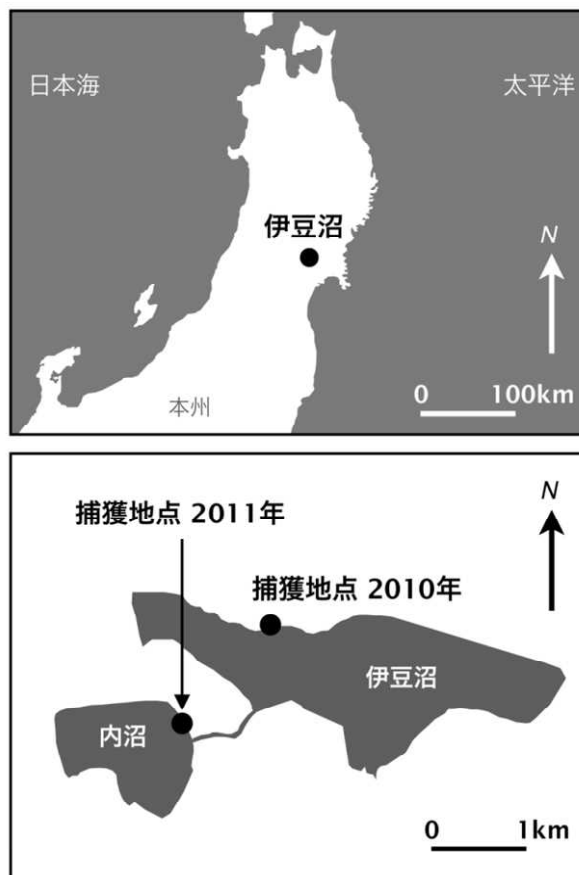 日本海
太平洋
伊豆沼
N
0 100km
本州
N
捕獲地点 2011年
捕獲地点 2010年
伊豆沼
内沼
0 1km